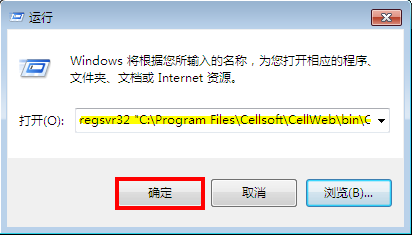 运行
Windows 将根据您所输入的名称，为您打开相应的程序、
文件夹、文档或 Internet 资源。
打开(O): regsvr32 "C:\Program Files\Cellsoft\CellWeb\bin\
确定 取消 浏览(B)...